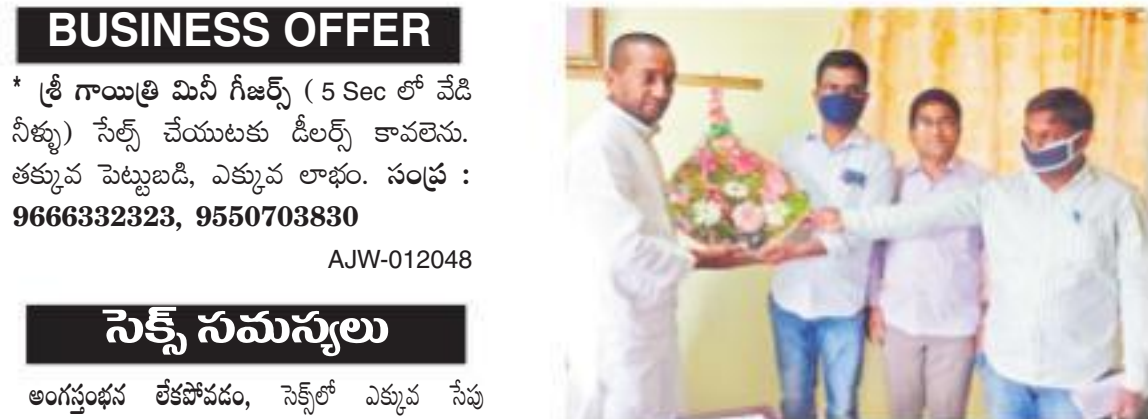 BUSINESS OFFER
* శ్రీ గాయిత్రి మినీ గీజర్స్ ( 5 Sec లో వేడి
నీళ్ళు) సేల్స్ చేయుటకు డీలర్స్ కావలెను.
తక్కువ పెట్టుబడి, ఎక్కువ లాభం. సంప్ర :
9666332323, 9550703830
AJW-012048
సెక్స్ సమస్యలు
అంగస్తంభన లేకపోవడం, సెక్స్‌లో ఎక్కువ సేపు